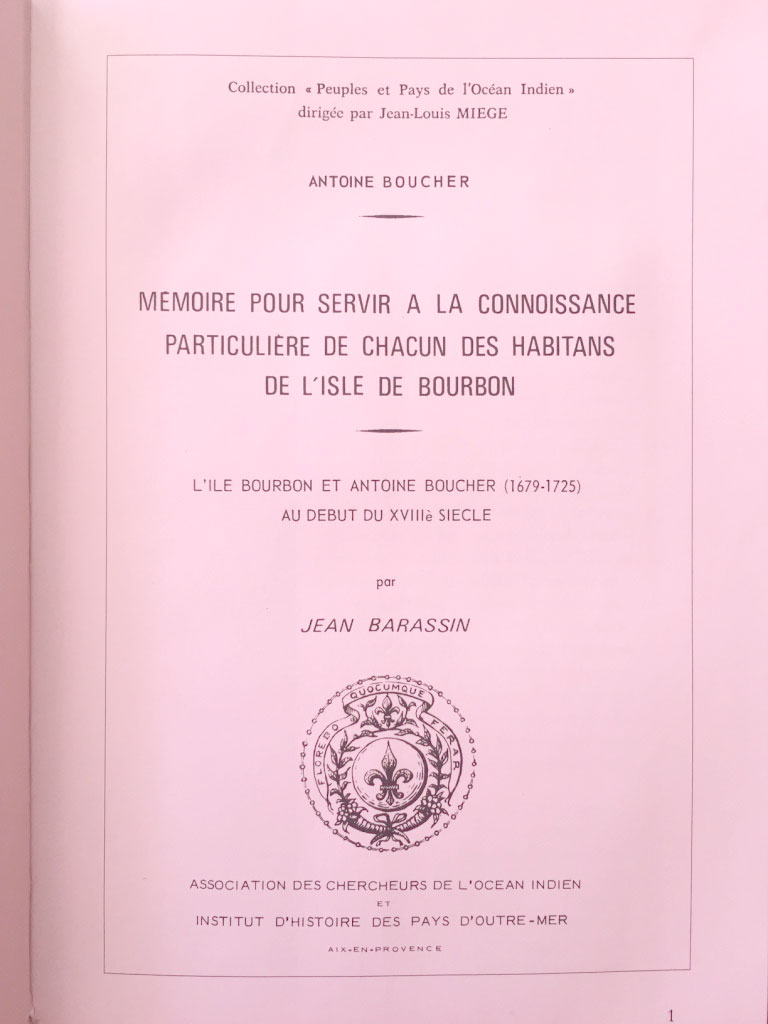 Collection « Peuples et Pays de l'Océan Indien »
dirigée par Jean-Louis MIEGE
ANTOINE BOUCHER
MÉMOIRE POUR SERVIR A LA CONNOISSANCE
PARTICULIÈRE DE CHACUN DES HABITANS
DE L'ISLE DE BOURBON
L'ILE BOURBON ET ANTOINE BOUCHER (1679-1725)
AU DEBUT DU XVIIIè SIECLE
par
JEAN BARASSIN
FLOREBO QUOCUMQUE FERAR
ASSOCIATION DES CHERCHEURS DE L'OCEAN INDIEN
ET
INSTITUT D'HISTOIRE DES PAYS D'OUTRE-MER
AIX-EN-PROVENCE
1